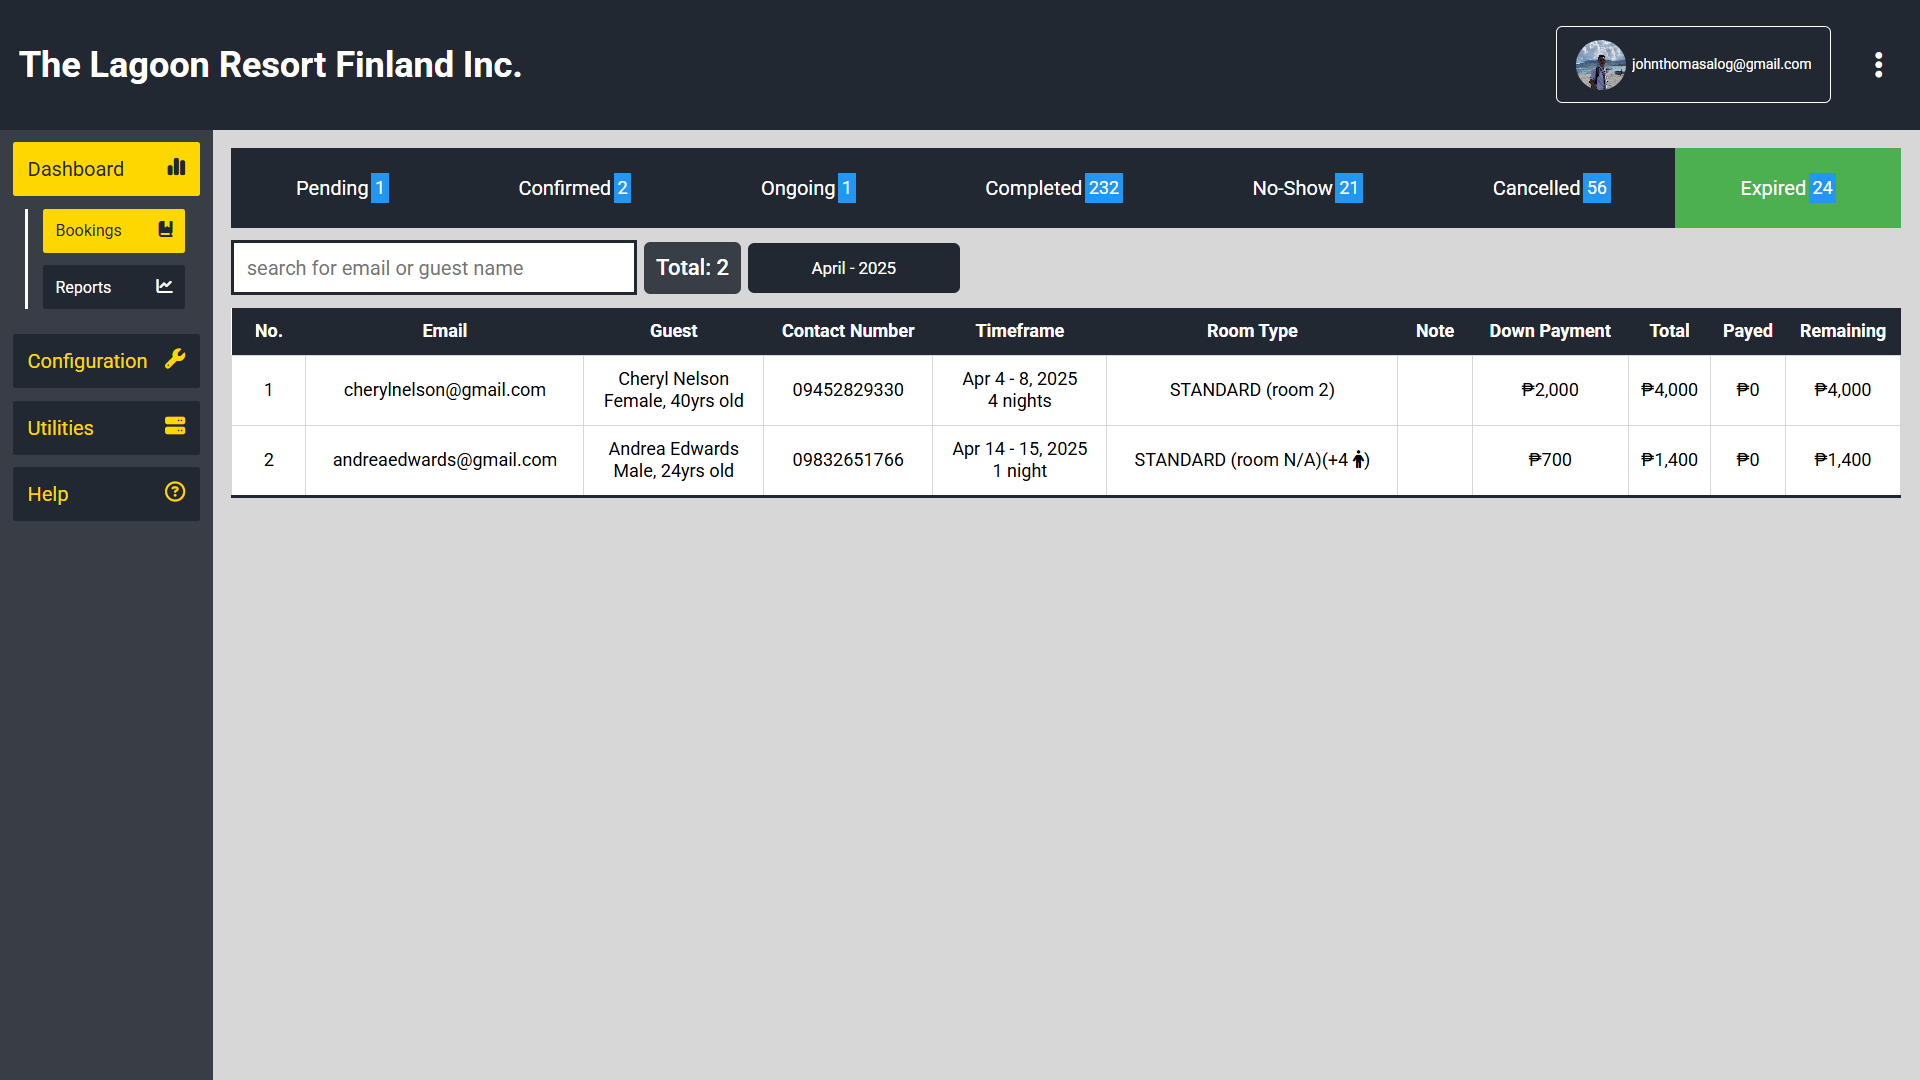 The Lagoon Resort Finland Inc.
johnthomasalog@gmail.com
Dashboard
Bookings
Reports
Configuration
Utilities
Help
Pending 1 Confirmed 2 Ongoing 1 Completed 232 No-Show 21 Cancelled 56 Expired 24
search for email or guest name Total: 2 April - 2025
No. Email Guest Contact Number Timeframe Room Type Note Down Payment Total Payed Remaining
1 cherylnelson@gmail.com Cheryl Nelson 09452829330 Apr 4 - 8, 2025 STANDARD (room 2) ₱2,000 ₱4,000 ₱0 ₱4,000
Female, 40yrs old 4 nights
2 andreaedwards@gmail.com Andrea Edwards 09832651766 Apr 14 - 15, 2025 STANDARD (room N/A)(+4 ) ₱700 ₱1,400 ₱0 ₱1,400
Male, 24yrs old 1 night